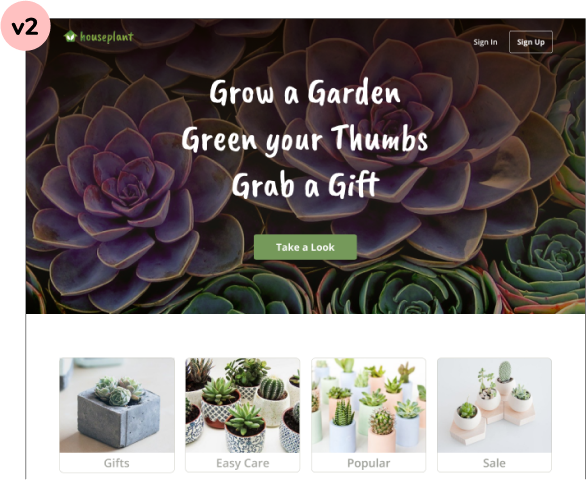 v2
houseplant
Sign In
Sign Up
Grow a Garden
Green your Thumbs
Grab a Gift
Take a Look
Gifts
Easy Care
Popular
Sale